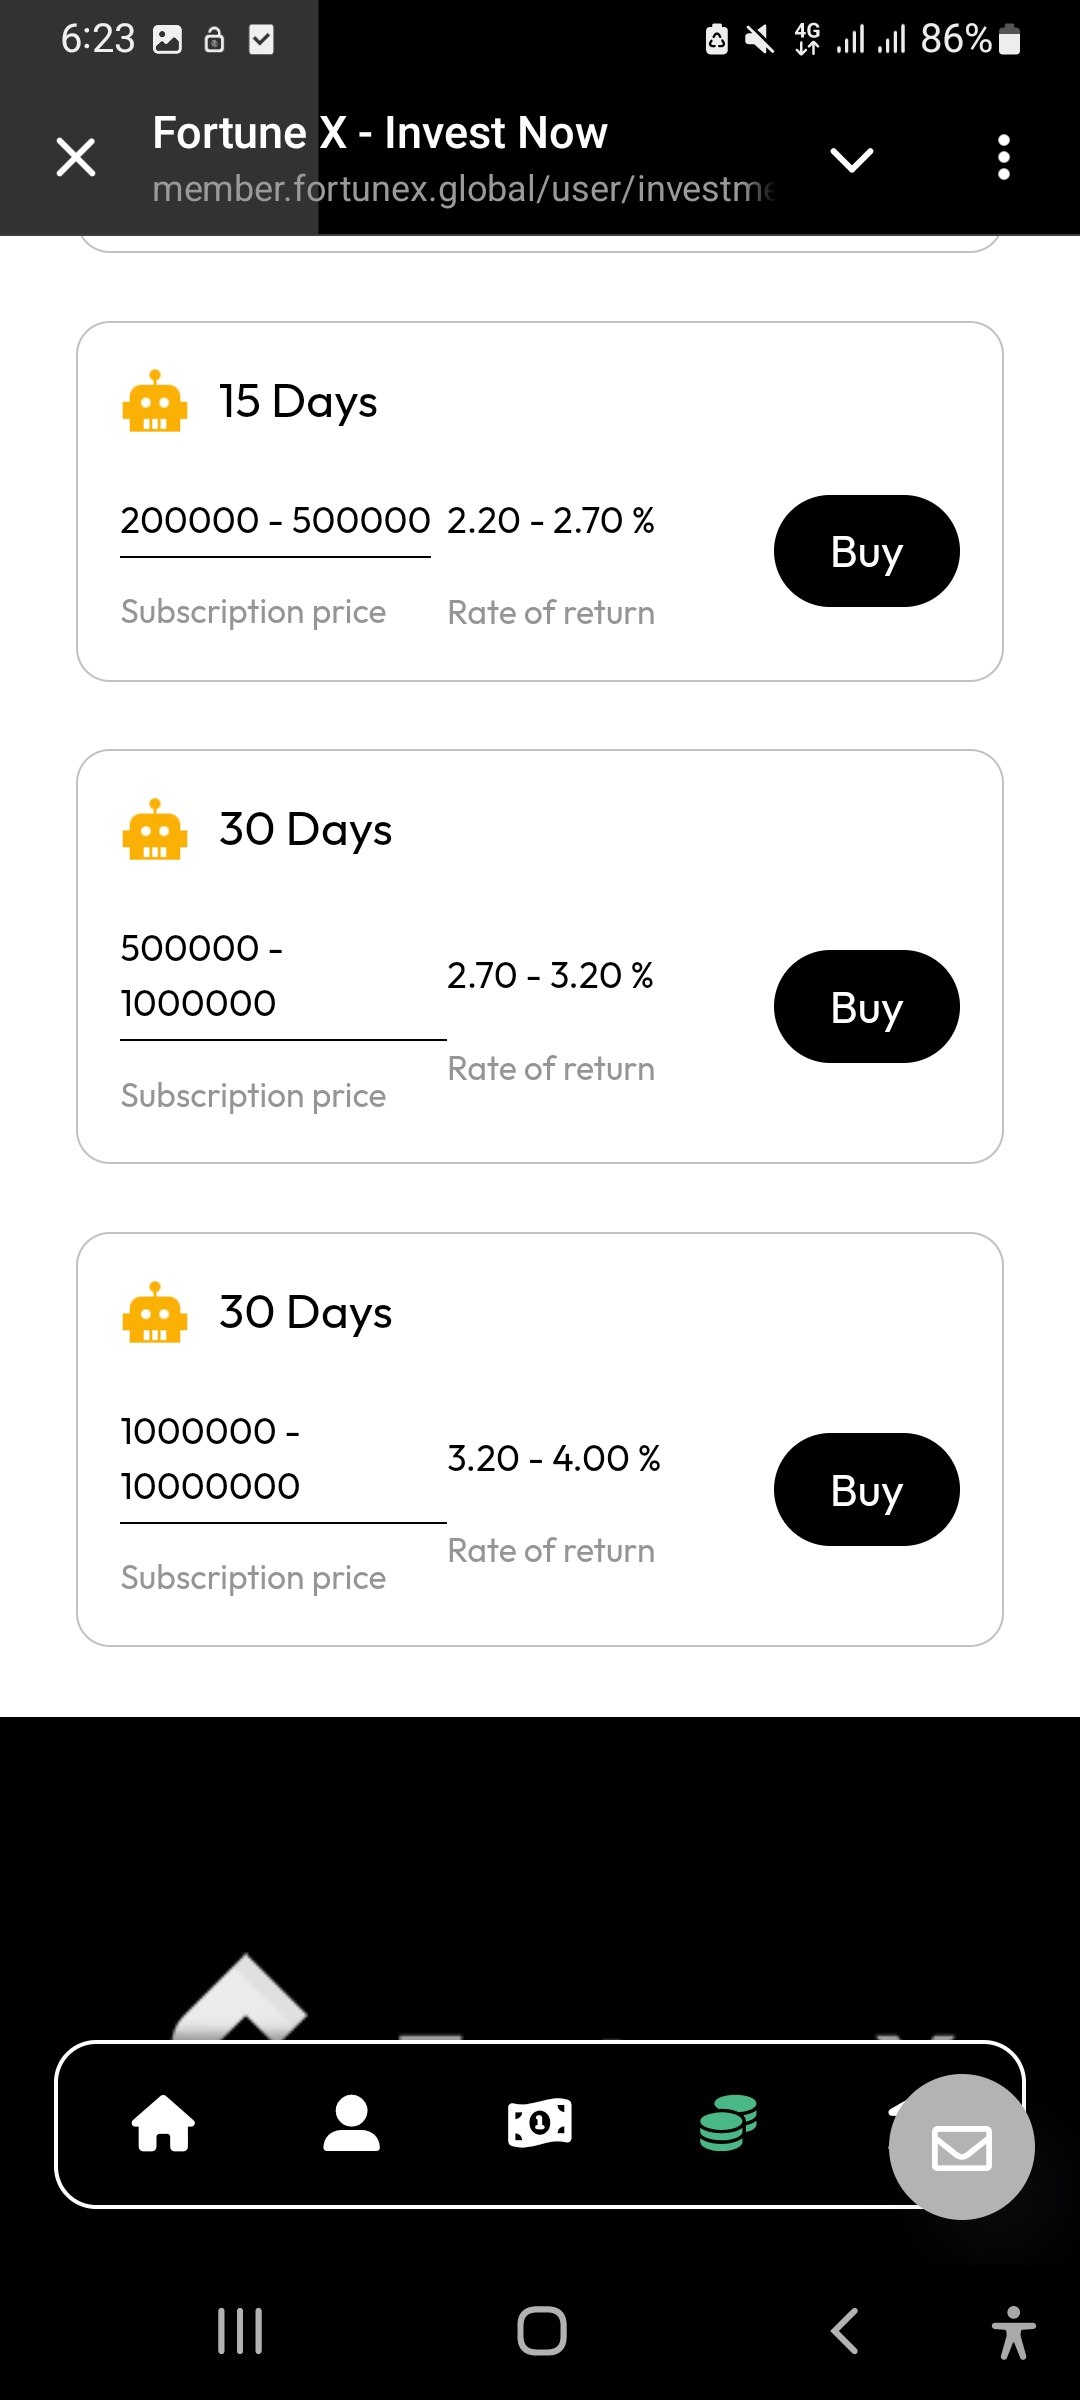 6:23
4G
86%
Fortune X - Invest Now
member.fortunex.global/user/investme
15 Days
200000 - 500000 2.20 - 2.70 %
Buy
Subscription price Rate of return
30 Days
500000 -
1000000
2.70 - 3.20 %
Buy
Subscription price
Rate of return
30 Days
1000000 -
10000000
3.20 - 4.00 %
Buy
Subscription price
Rate of return